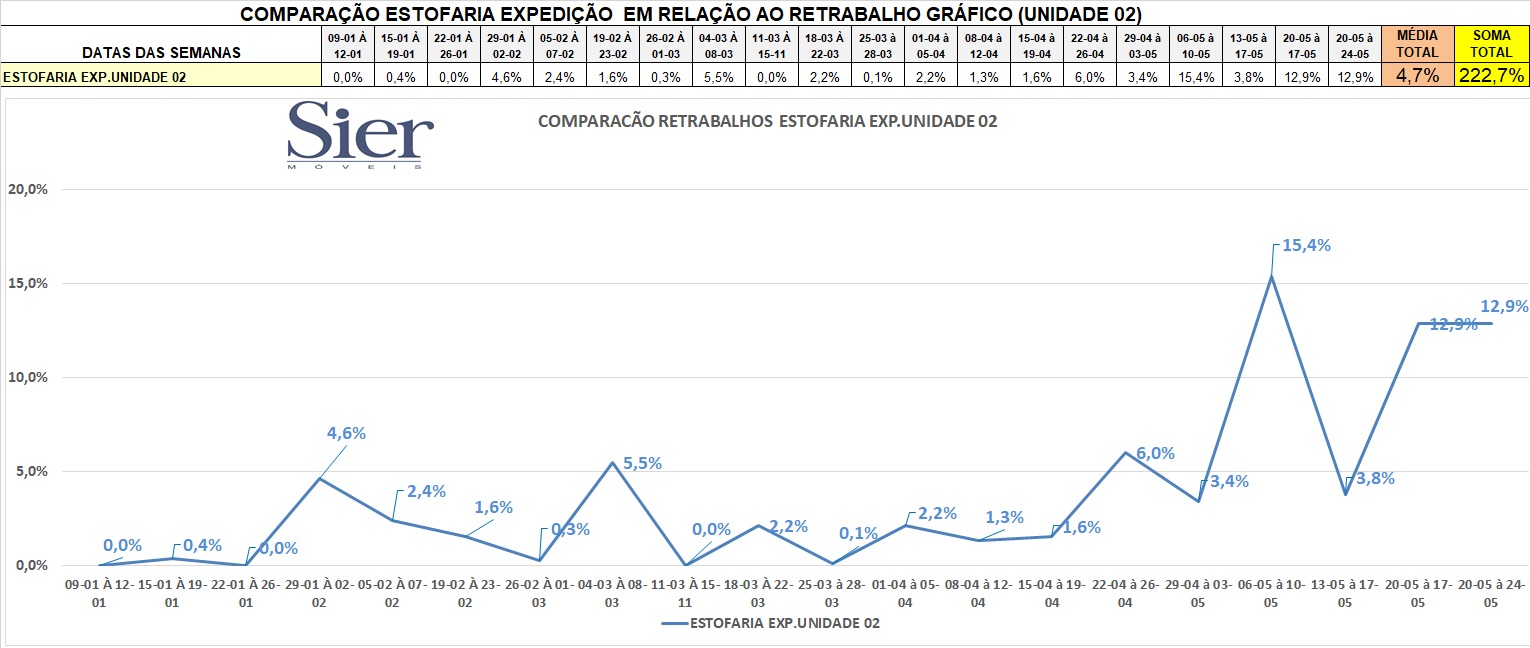 COMPARAÇÃO ESTOFARIA EXPEDIÇÃO EM RELAÇÃO AO RETRABALHO GRÁFICO (UNIDADE 02)
DATAS DAS SEMANAS 09-01 À 12-01 15-01 À 19-01 22-01 À 26-01 29-01 À 02-02 05-02 À 07-02 19-02 À 23-02 26-02 À 01-03 04-03 À 08-03 11-03 À 15-11 18-03 À 22-03 25-03 à 28-03 01-04 à 05-04 08-04 à 12-04 15-04 à 19-04 22-04 à 26-04 29-04 à 03-05 06-05 à 10-05 13-05 à 17-05 20-05 à 17-05 20-05 à 24-05 MÉDIA TOTAL SOMA TOTAL
ESTOFARIA EXP.UNIDADE 02 0,0% 0,4% 0,0% 4,6% 2,4% 1,6% 0,3% 5,5% 0,0% 2,2% 0,1% 2,2% 1,3% 1,6% 6,0% 3,4% 15,4% 3,8% 12,9% 12,9% 4,7% 222,7%
Sier
MÓVEIS
COMPARACÃO RETRABALHOS ESTOFARIA EXP.UNIDADE 02
20,0%
15,0%
10,0%
5,0%
0,0%
0,0% 0,4% 0,0% 4,6% 2,4% 1,6% 0,3% 5,5% 0,0% 2,2% 0,1% 2,2% 1,3% 1,6% 6,0% 3,4% 15,4% 3,8% 12,9% 12,9%
09-01 À 12-01 15-01 À 19-01 22-01 À 26-01 29-01 À 02-02 05-02 À 07-02 19-02 À 23-02 26-02 À 01-03 04-03 À 08-03 11-03 À 15-11 18-03 À 22-03 25-03 à 28-03 01-04 à 05-04 08-04 à 12-04 15-04 à 19-04 22-04 à 26-04 29-04 à 03-05 06-05 à 10-05 13-05 à 17-05 20-05 à 17-05 20-05 à 24-05
ESTOFARIA EXP.UNIDADE 02